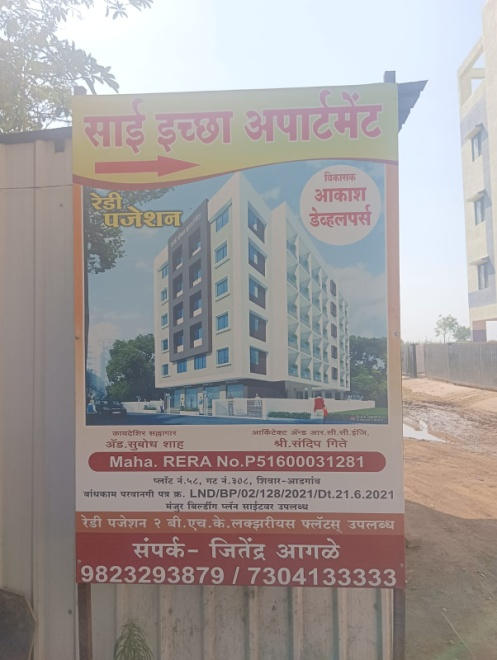 साई इच्छा अपार्टमेंट
रेडी
पजेशन
विकासक
आकाश
डेव्हलपर्स
कायदेशिर सल्लागार
ॲड.सुबोध शाह
आर्किटेक्ट ॲन्ड आर.सी.सी.इंजि.
श्री.संदिप गिते
Maha. RERA No.P51600031281
प्लॉट नं.५८, गट नं.३०८, शिवार-आडगांव
बांधकाम परवानगी पत्र क्र. LND/BP/02/128/2021/Dt.21.6.2021
मंजुर बिल्डींग प्लॅन साईटवर उपलब्ध
रेडी पजेशन २ बी.एच.के.लक्झरीयस फ्लॅटस् उपलब्ध
संपर्क- जितेंद्र आगळे
9823293879 / 7304133333